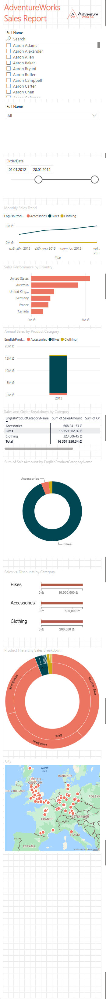 AdventureWorks
Sales Report
Adventure
Works
Full Name
Search
Aaron Adams
Aaron Alexander
Aaron Allen
Aaron Baker
Aaron Bryant
Aaron Butler
Aaron Campbell
Aaron Carter
Aaron Chen
Full Name
All
OrderDate
01.01.2012 28.01.2014
Monthly Sales Trend
EnglishProd... Accessories Bikes Clothing
5M ₾
0M ₾
იანვარი 2013 აპრილი 2013 ივლისი 2013 ოქ... 20...
Year
Sales Performance by Country
United States
Australia
United King...
Germany
France
Canada
0M ₾ 5M ₾
Annual Sales by Product Category
EnglishProd... Accessories Bikes Clothing
20M ₾
15M ₾
10M ₾
5M ₾
0M ₾
2013
Sales and Order Breakdown by Category
EnglishProductCategoryName Sum of SalesAmount Sum of Or
Accessories 668 241,53 ₾
Bikes 15 359 502,36 ₾
Clothing 323 806,45 ₾
Total 16 351 550,34 ₾
Sum of SalesAmount by EnglishProductCategoryName
Accessories
Bikes
Sales vs. Discounts by Category
Bikes
0 ₾ 10,000,000 ₾
Accessories
0 ₾ 500,000 ₾
Clothing
0 ₾ 200,000 ₾
Product Hierarchy Sales Breakdown
A...
Touring Bikes
Mountain Bikes
Bikes
Road Bikes
City
North
Sea
DENMARK
UNITED
KINGDOM
IRE / IRELAND
POLSKA
FRANCE
ÖSTERREICH
ITALIA
ESPAÑA